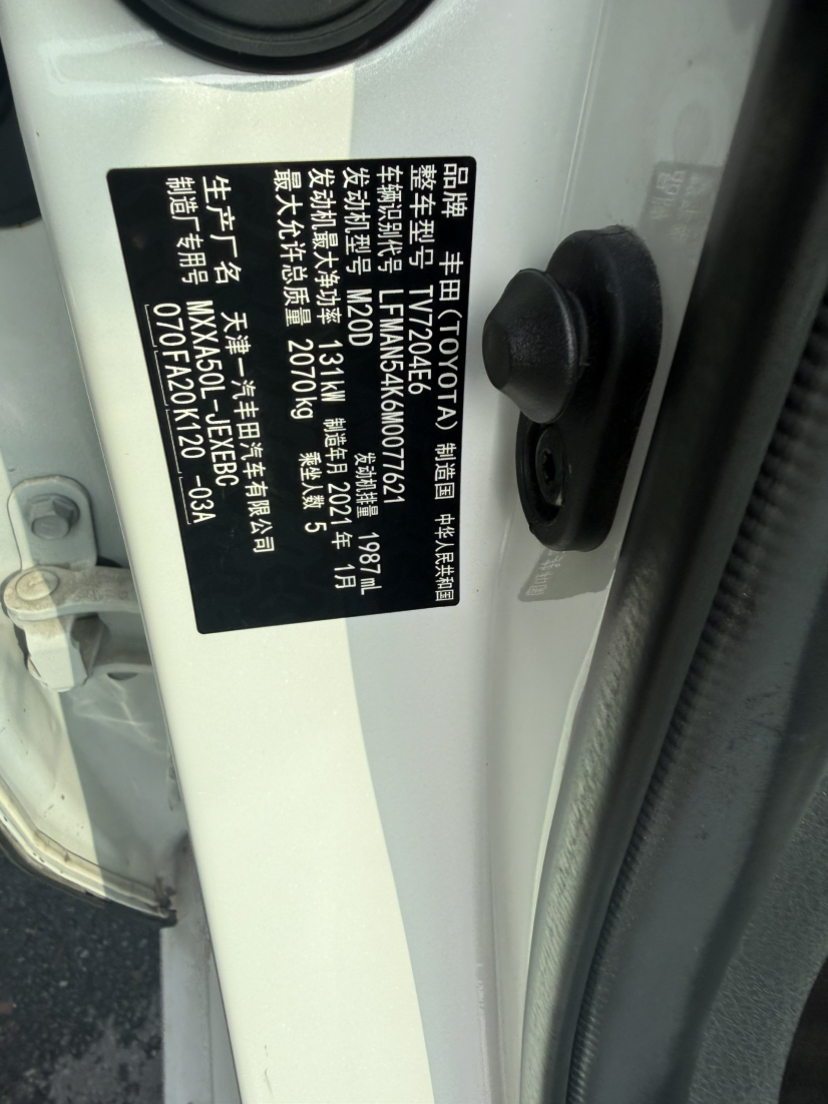 品牌 丰田(TOYOTA) 制造国 中华人民共和国
整车型号 TV7204E6
车辆识别代号 LFMAN54K6M0077621
发动机型号 M20D 发动机排量 1987mL
发动机最大净功率 131kW 制造年月 2021年 1月
最大允许总质量 2070kg 乘坐人数 5
生产厂名 天津一汽丰田汽车有限公司
制造厂专用号 MXXA50L-JEXEBC
070FA20K120 -03A